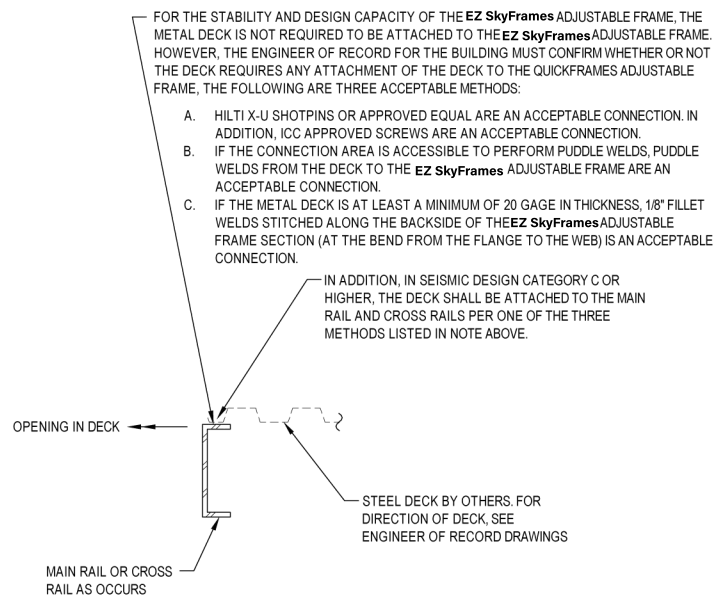 FOR THE STABILITY AND DESIGN CAPACITY OF THE EZ SkyFrames ADJUSTABLE FRAME, THE
METAL DECK IS NOT REQUIRED TO BE ATTACHED TO THE EZ SkyFrames ADJUSTABLE FRAME.
HOWEVER, THE ENGINEER OF RECORD FOR THE BUILDING MUST CONFIRM WHETHER OR NOT
THE DECK REQUIRES ANY ATTACHMENT OF THE DECK TO THE QUICKFRAMES ADJUSTABLE
FRAME, THE FOLLOWING ARE THREE ACCEPTABLE METHODS:
A. HILTI X-U SHOTPINS OR APPROVED EQUAL ARE AN ACCEPTABLE CONNECTION. IN
ADDITION, ICC APPROVED SCREWS ARE AN ACCEPTABLE CONNECTION.
B. IF THE CONNECTION AREA IS ACCESSIBLE TO PERFORM PUDDLE WELDS, PUDDLE
WELDS FROM THE DECK TO THE EZ SkyFrames ADJUSTABLE FRAME ARE AN
ACCEPTABLE CONNECTION.
C. IF THE METAL DECK IS AT LEAST A MINIMUM OF 20 GAGE IN THICKNESS, 1/8" FILLET
WELDS STITCHED ALONG THE BACKSIDE OF THE EZ SkyFrames ADJUSTABLE
FRAME SECTION (AT THE BEND FROM THE FLANGE TO THE WEB) IS AN ACCEPTABLE
CONNECTION.
IN ADDITION, IN SEISMIC DESIGN CATEGORY C OR
HIGHER, THE DECK SHALL BE ATTACHED TO THE MAIN
RAIL AND CROSS RAILS PER ONE OF THE THREE
METHODS LISTED IN NOTE ABOVE.
OPENING IN DECK
STEEL DECK BY OTHERS. FOR
DIRECTION OF DECK, SEE
ENGINEER OF RECORD DRAWINGS
MAIN RAIL OR CROSS
RAIL AS OCCURS